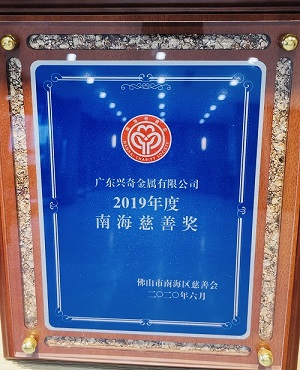 广东兴奇金属有限公司
2019年度
南海慈善奖
佛山市南海区慈善会
二〇二〇年六月